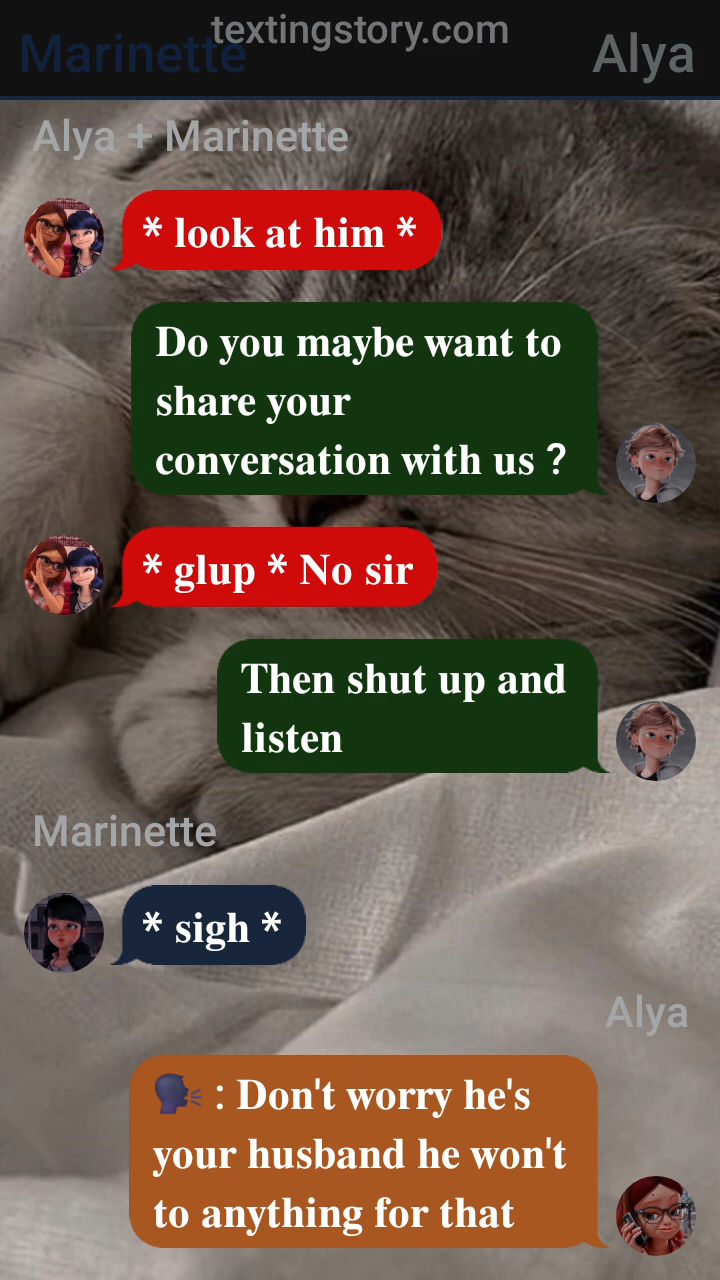 textingstory.com
Marinette
Alya
Alya + Marinette
* look at him *
Do you maybe want to
share your
conversation with us ?
* glup * No sir
Then shut up and
listen
Marinette
* sigh *
Alya
🗣 : Don't worry he's
your husband he won't
to anything for that